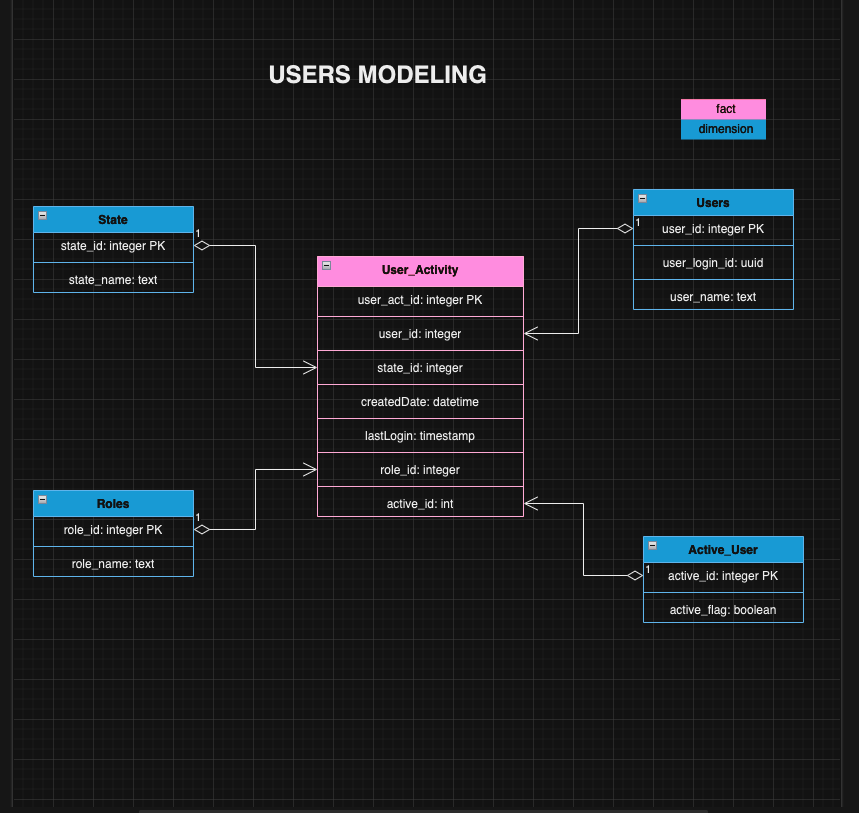 USERS MODELING
fact
dimension
State
1
state_id: integer PK
state_name: text
Users
1
user_id: integer PK
user_login_id: uuid
user_name: text
User_Activity
user_act_id: integer PK
user_id: integer
state_id: integer
createdDate: datetime
lastLogin: timestamp
role_id: integer
active_id: int
Roles
1
role_id: integer PK
role_name: text
Active_User
1
active_id: integer PK
active_flag: boolean